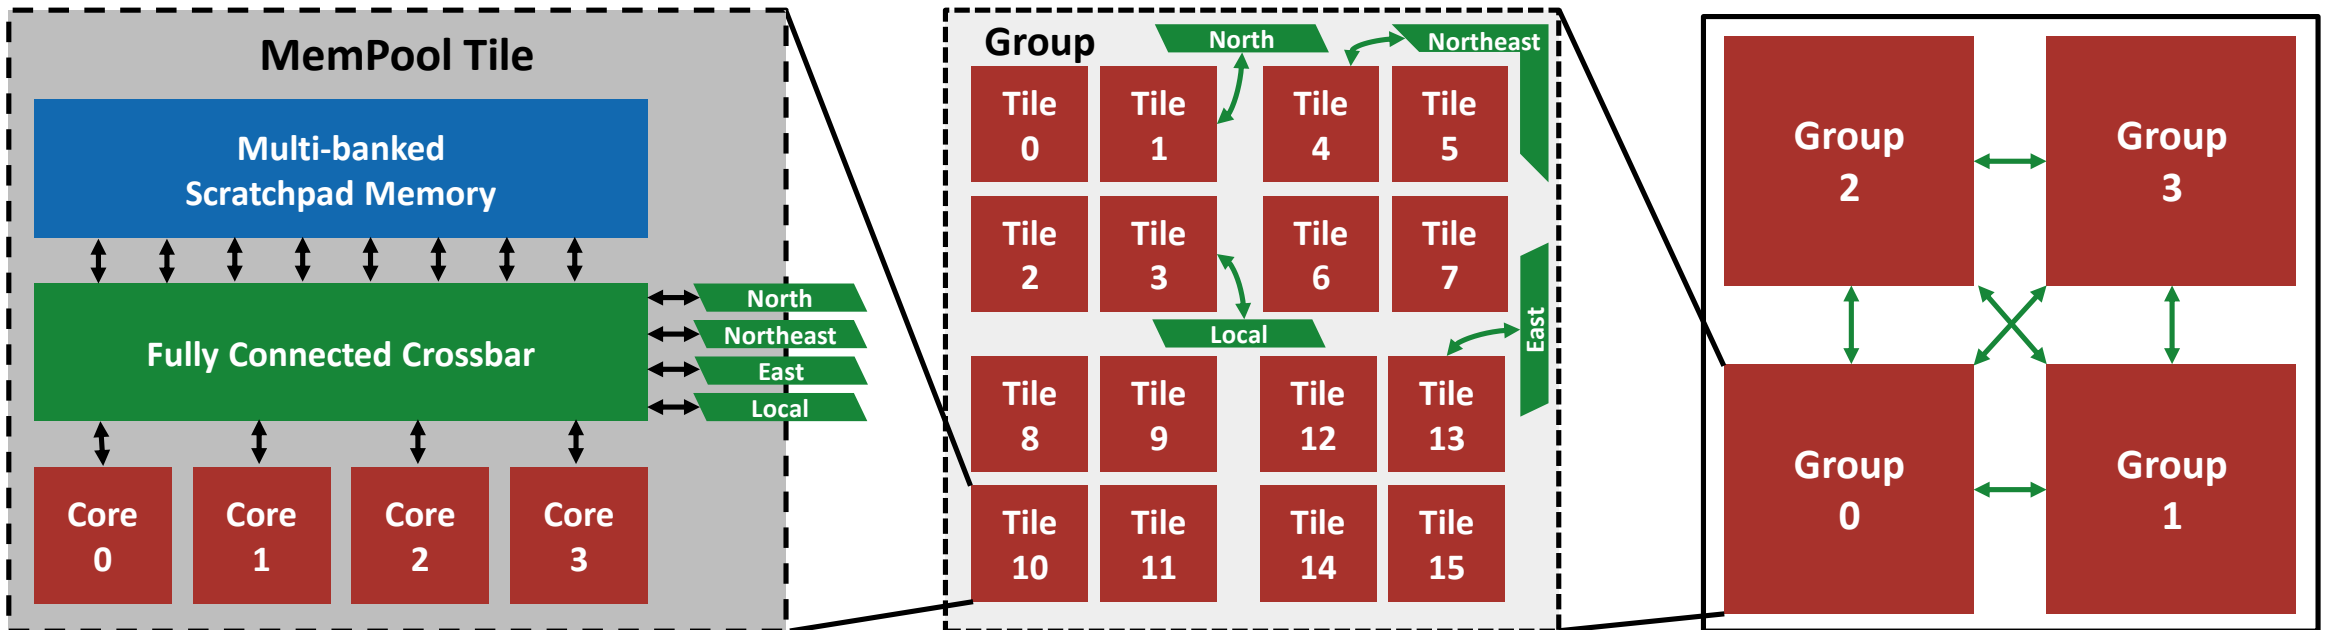 MemPool Tile
Multi-banked
Scratchpad Memory
Fully Connected Crossbar
North
Northeast
East
Local
Core
0
Core
1
Core
2
Core
3
Group
North
Northeast
Tile
0
Tile
1
Tile
4
Tile
5
Tile
2
Tile
3
Tile
6
Tile
7
Local
East
Tile
8
Tile
9
Tile
12
Tile
13
Tile
10
Tile
11
Tile
14
Tile
15
Group
2
Group
3
Group
0
Group
1